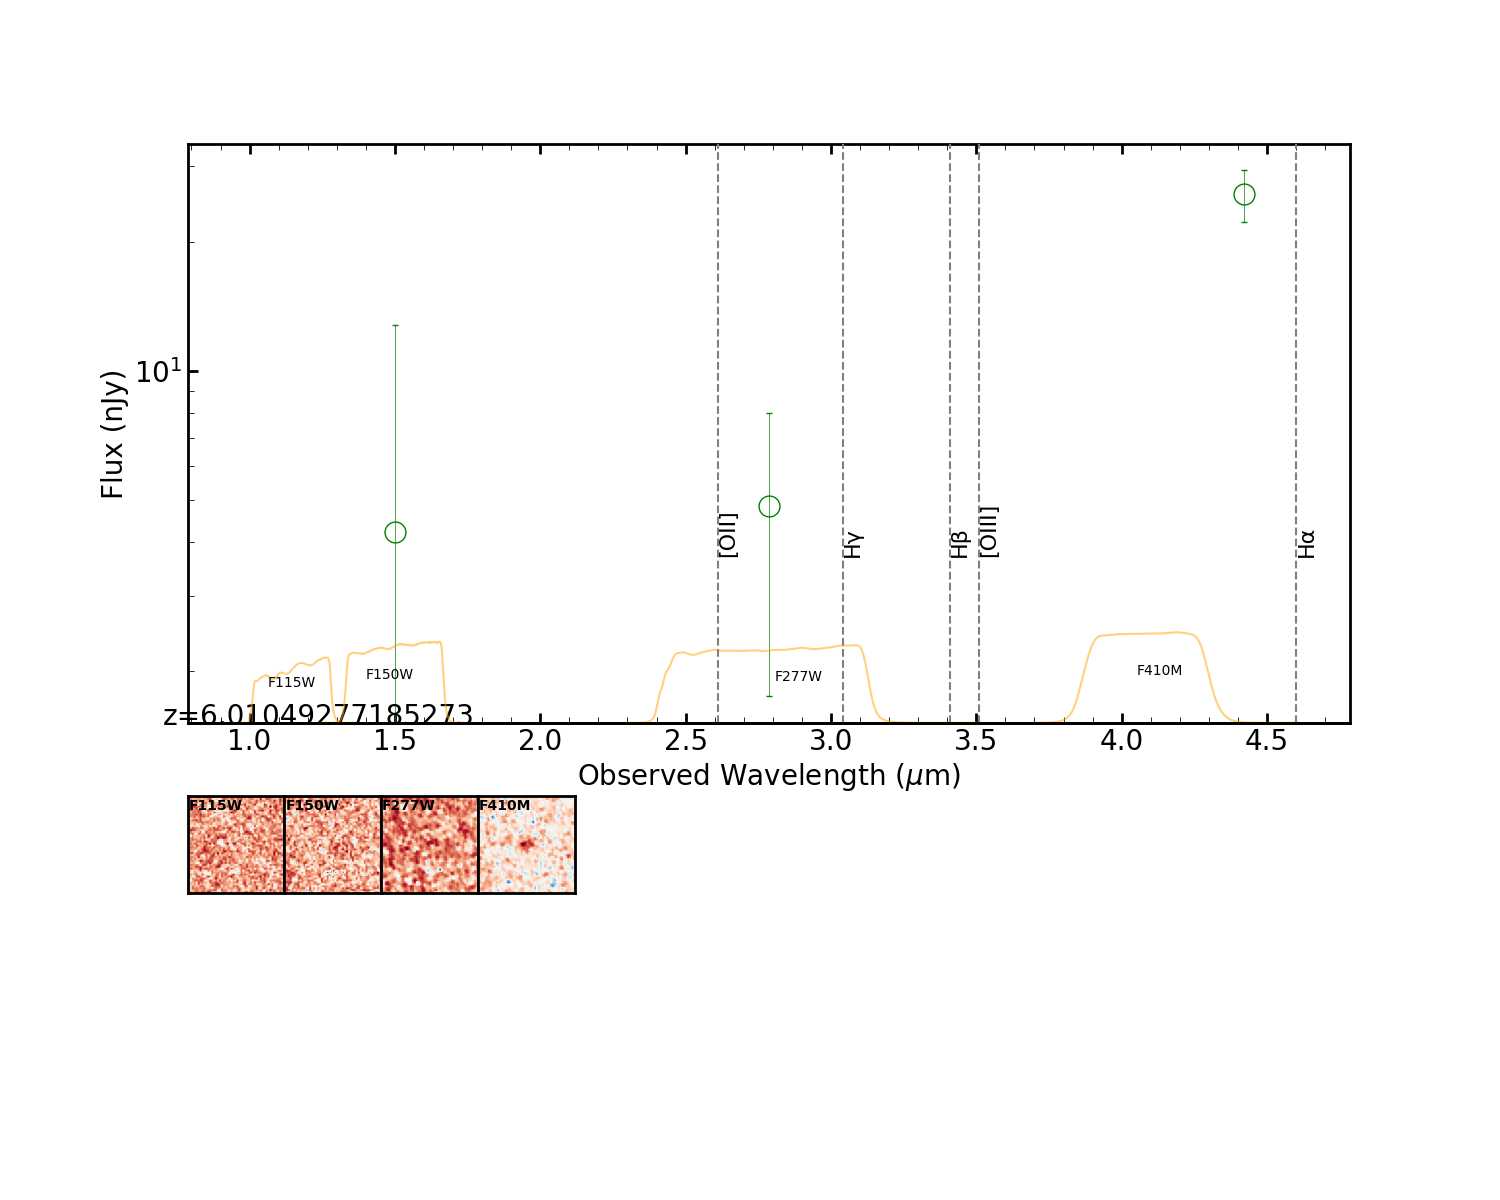 Flux (nJy)
10¹
[OII]
Hγ
Hβ
[OIII]
Hα
F115W
F150W
F277W
F410M
z=6.01049277185273
1.0 1.5 2.0 2.5 3.0 3.5 4.0 4.5
Observed Wavelength (μm)
F115W F150W F277W F410M